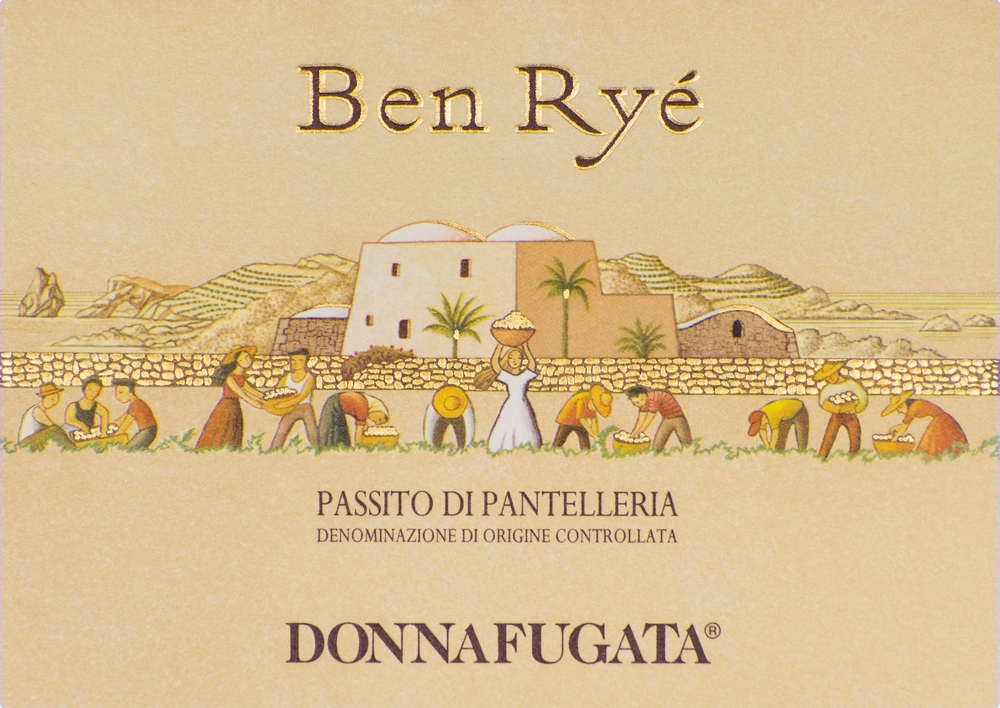 Ben Ryé
PASSITO DI PANTELLERIA
DENOMINAZIONE DI ORIGINE CONTROLLATA
DONNAFUGATA®